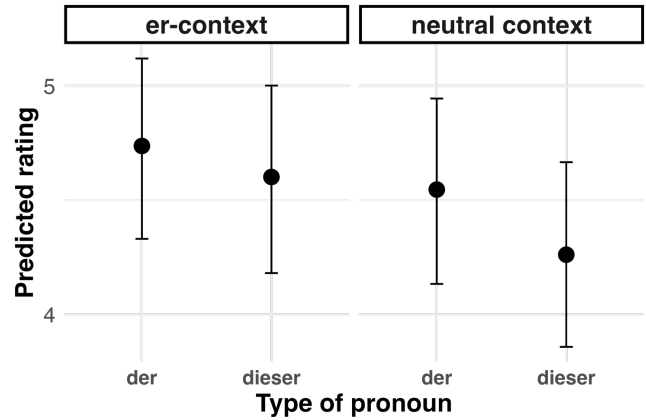 er-context
neutral context
Predicted rating
5
4
der
dieser
der
dieser
Type of pronoun